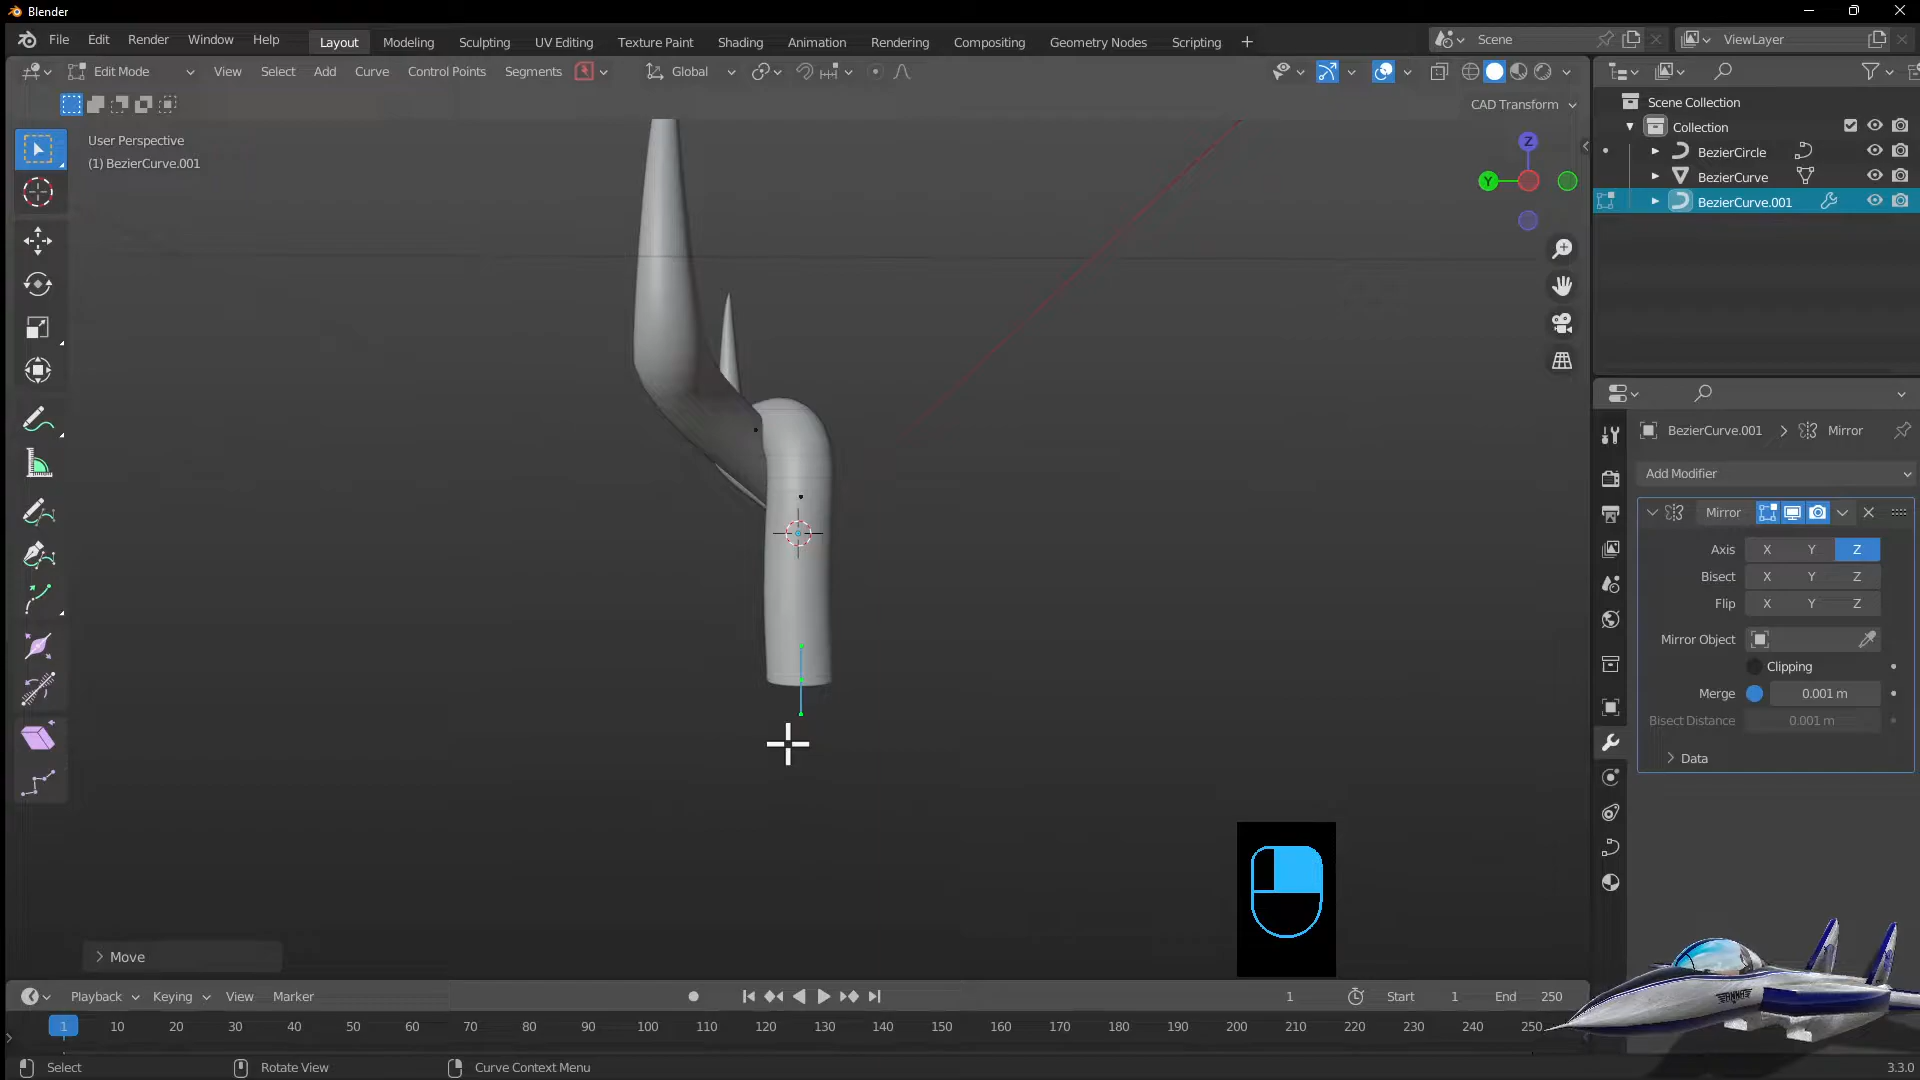 Blender
File Edit Render Window Help Layout Modeling Sculpting UV Editing Texture Paint Shading Animation Rendering Compositing Geometry Nodes Scripting + Scene ViewLayer
Edit Mode View Select Add Curve Control Points Segments Global
CAD Transform
User Perspective
(1) BezierCurve.001
Z
Y
Scene Collection
Collection
BezierCircle
BezierCurve
BezierCurve.001
BezierCurve.001 > Mirror
Add Modifier
Mirror
Axis X Y Z
Bisect X Y Z
Flip X Y Z
Mirror Object
Clipping
Merge 0.001 m
Bisect Distance 0.001 m
Data
Move
Playback Keying View Marker 1 Start 1 End 250
1 10 20 30 40 50 60 70 80 90 100 110 120 130 140 150 160 170 180 190 200 210 220 230 240 250
Select Rotate View Curve Context Menu 3.3.0